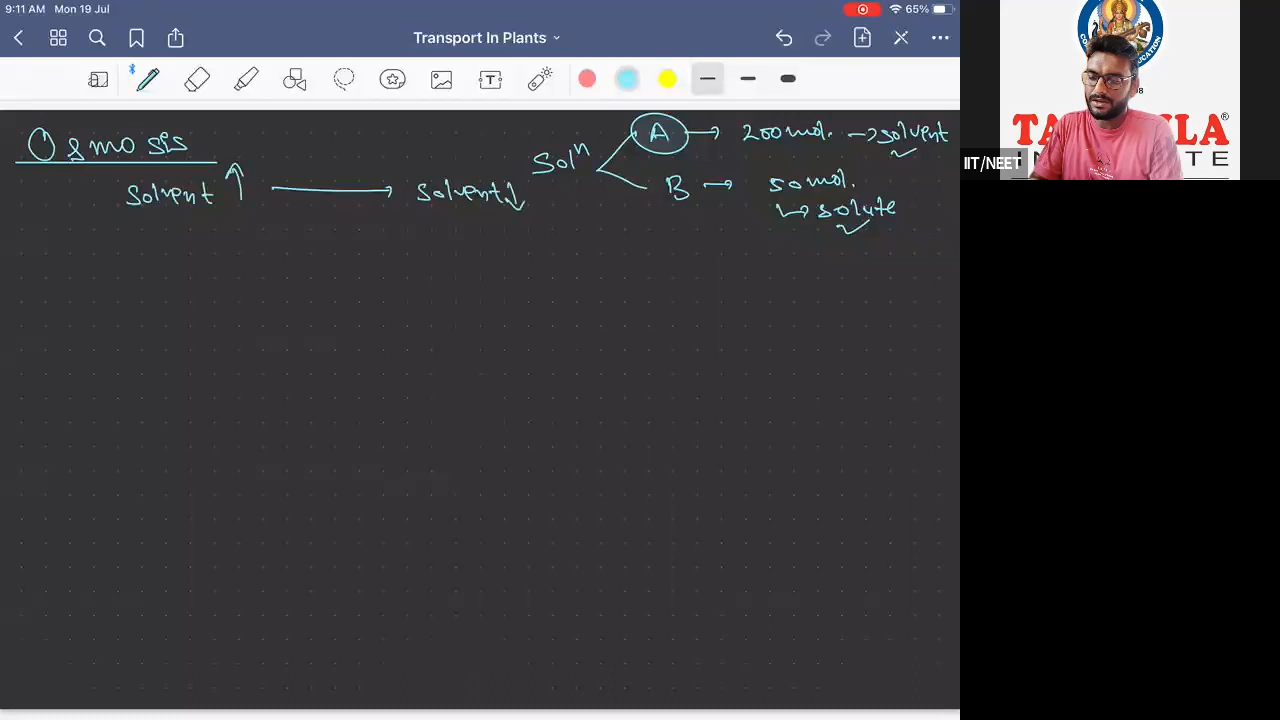 9:11 AM Mon 19 Jul
65%
Transport In Plants
T
Osmosis
Solvent ↑ → Solvent ↓
Solⁿ
A → 200 mol. → solvent
B → 50 mol.
↳ solute
IIT/NEET